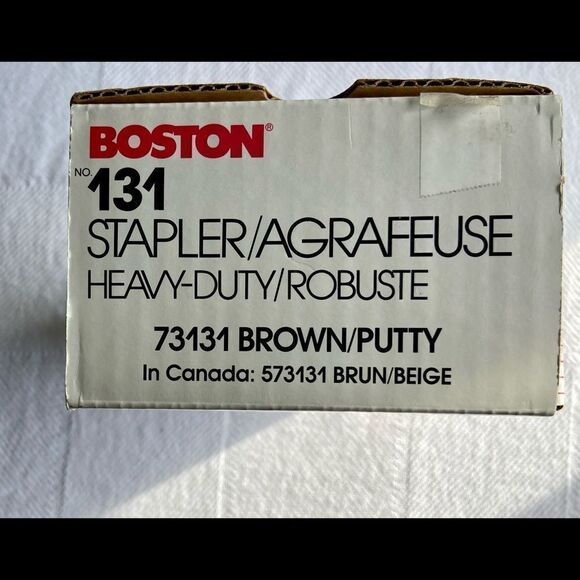 BOSTON®
NO. 131
STAPLER/AGRAFEUSE
HEAVY-DUTY/ROBUSTE
73131 BROWN/PUTTY
In Canada: 573131 BRUN/BEIGE